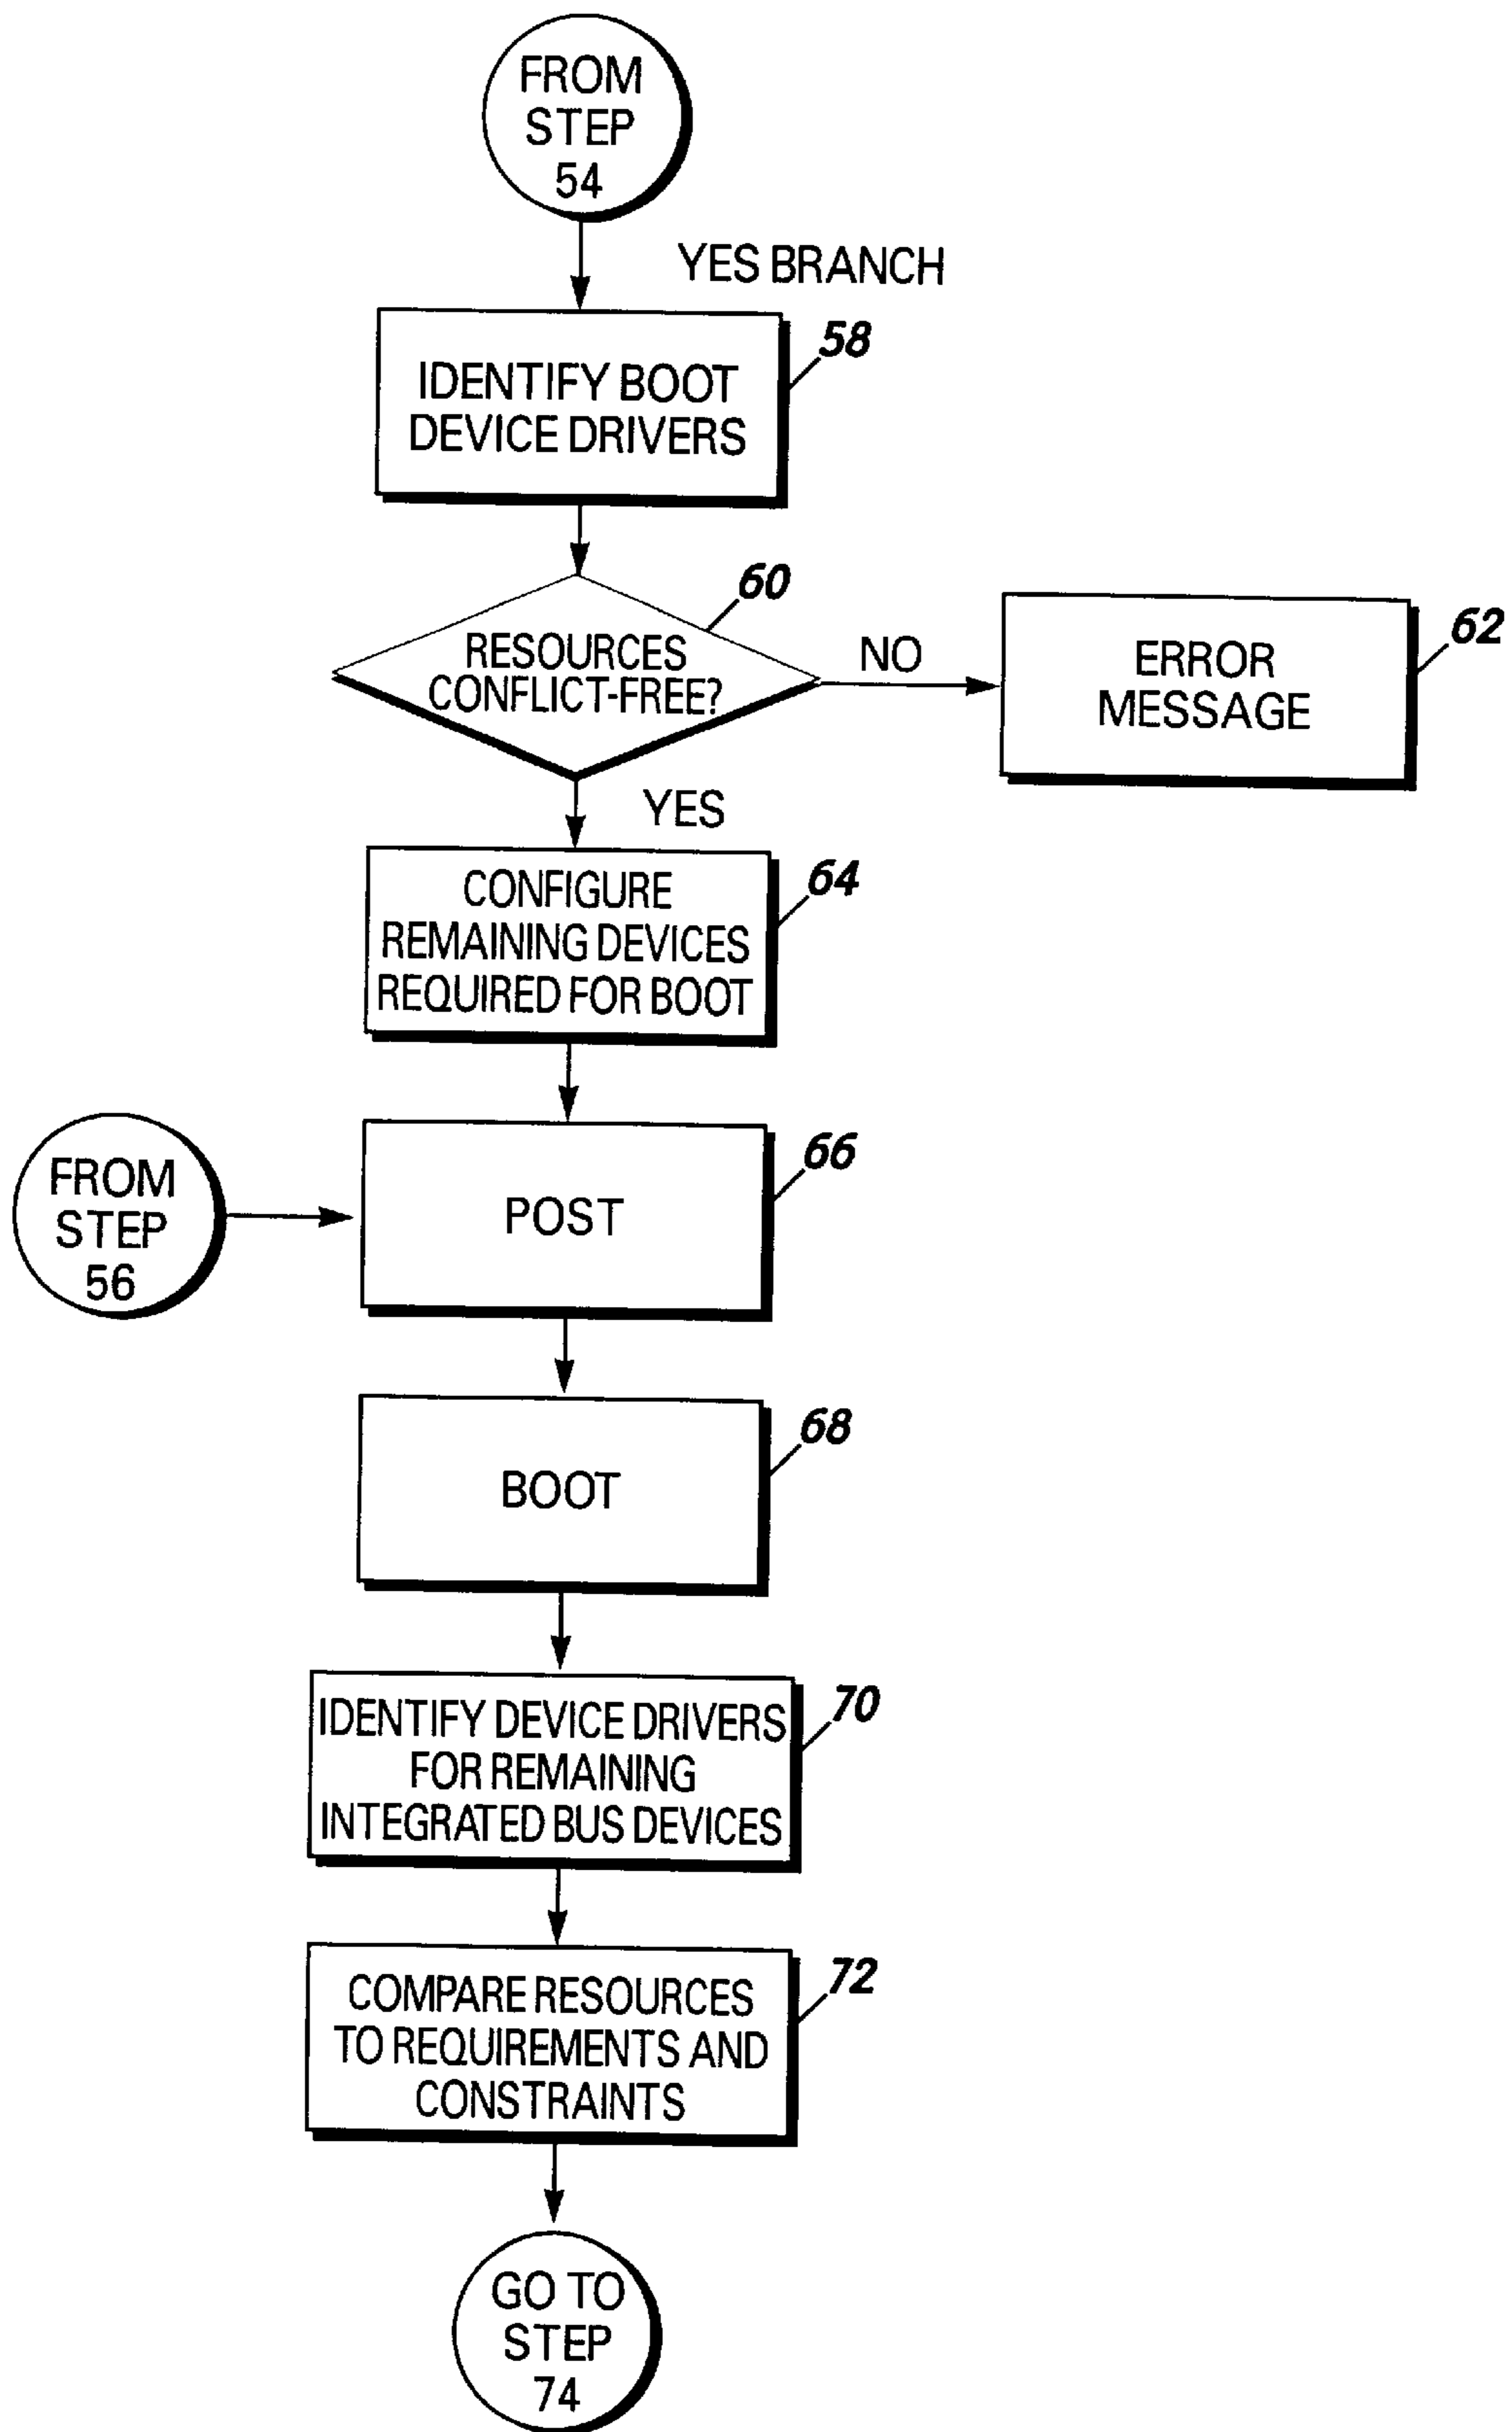 FROM
STEP
54
YES BRANCH
58
IDENTIFY BOOT
DEVICE DRIVERS
60
RESOURCES
CONFLICT-FREE?
NO
62
ERROR
MESSAGE
YES
64
CONFIGURE
REMAINING DEVICES
REQUIRED FOR BOOT
FROM
STEP
56
66
POST
68
BOOT
70
IDENTIFY DEVICE DRIVERS
FOR REMAINING
INTEGRATED BUS DEVICES
72
COMPARE RESOURCES
TO REQUIREMENTS AND
CONSTRAINTS
GO TO
STEP
74